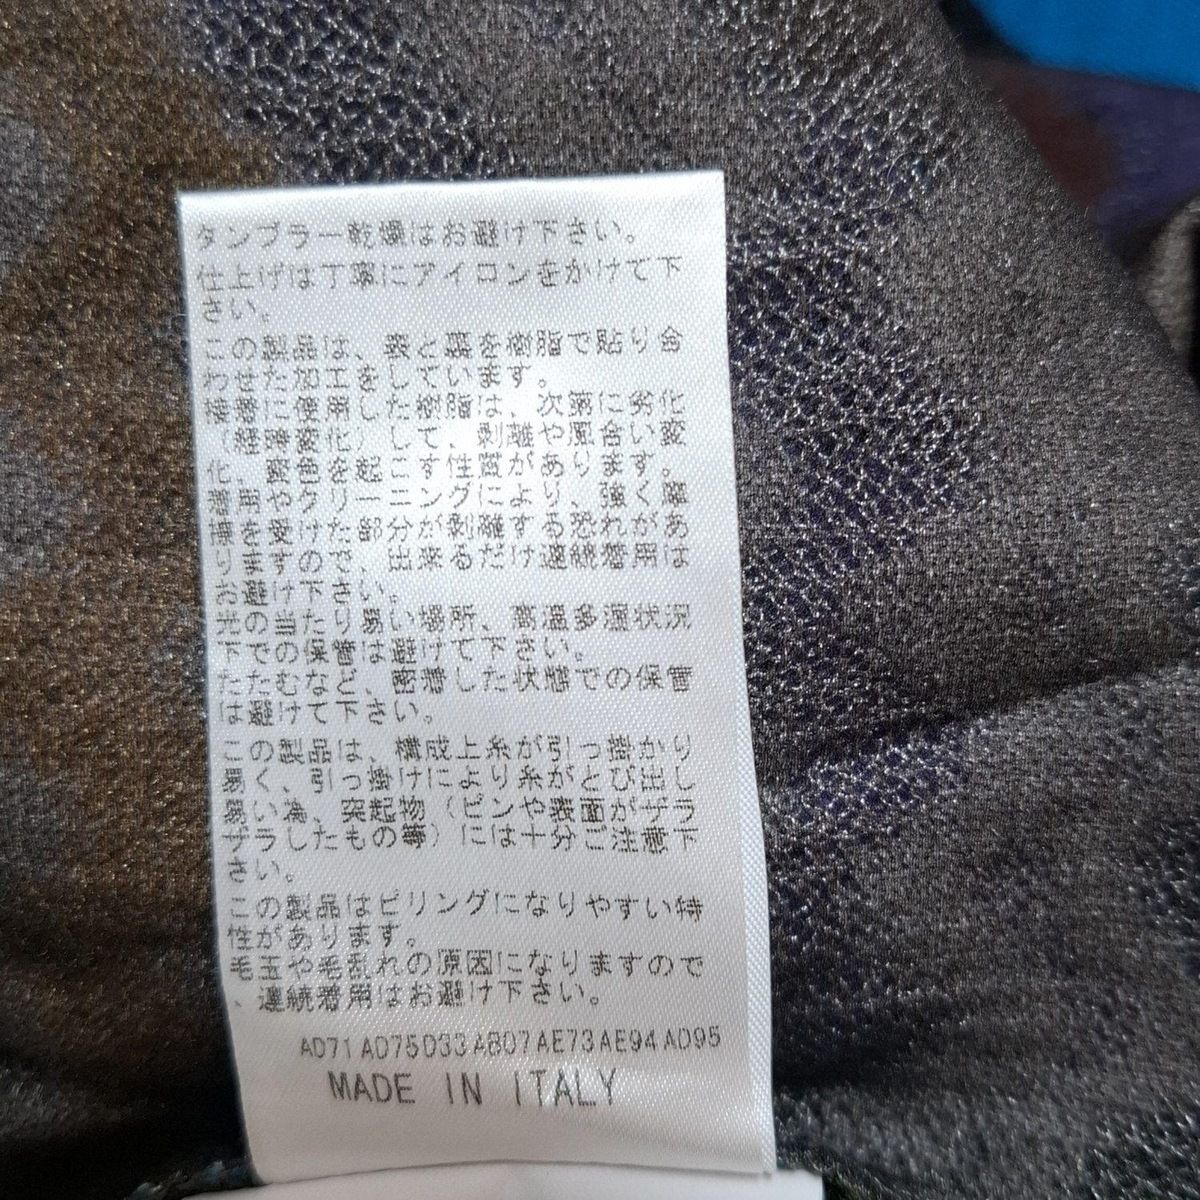 タンブラー乾燥はお避け下さい。
仕上げは丁寧にアイロンをかけて下
さい。
この製品は、表と裏を樹脂で貼り合
わせた加工をしています。
接着に使用した樹脂は、次第に劣化
（経時変化）して、剥離や風合い変
化、変色を起こす性質があります。
着用やクリーニングにより、強く摩
擦を受けた部分が剥離する恐れがあ
りますので、出来るだけ連続着用は
お避け下さい。
光の当たり易い場所、高温多湿状況
下での保管は避けて下さい。
たたむなど、密着した状態での保管
は避けて下さい。
この製品は、構成上糸が引っ掛かり
易く、引っ掛けにより糸がとび出し
易い為、突起物（ピンや表面がザラ
ザラしたもの等）には十分ご注意下
さい。
この製品はピリングになりやすい特
性があります。
毛玉や毛乱れの原因になりますので
、連続着用はお避け下さい。
AD71AD75D33AB07AE73AE94AD95
MADE IN ITALY